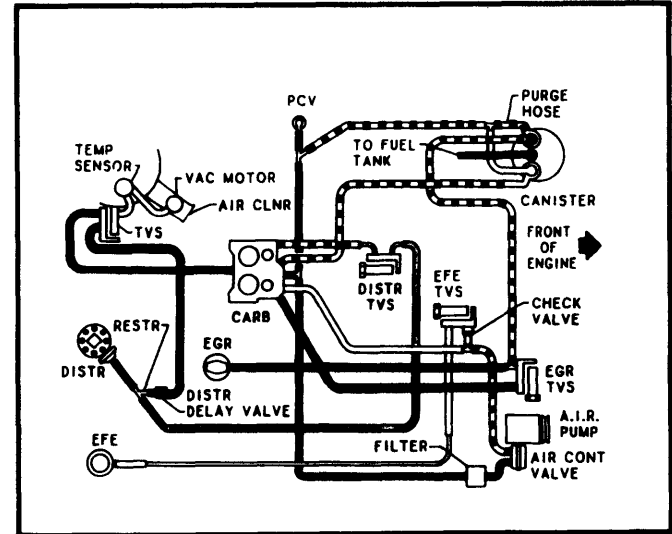 PCV
PURGE
HOSE
TO FUEL
TANK
TEMP
SENSOR
VAC MOTOR
AIR CLNR
TVS
CANISTER
FRONT
OF
ENGINE
DISTR
TVS
EFE
TVS
CHECK
VALVE
CARB
RESTR
EGR
DISTR
DISTR
DELAY VALVE
EGR
TVS
A.I.R.
PUMP
EFE
FILTER
AIR CONT
VALVE